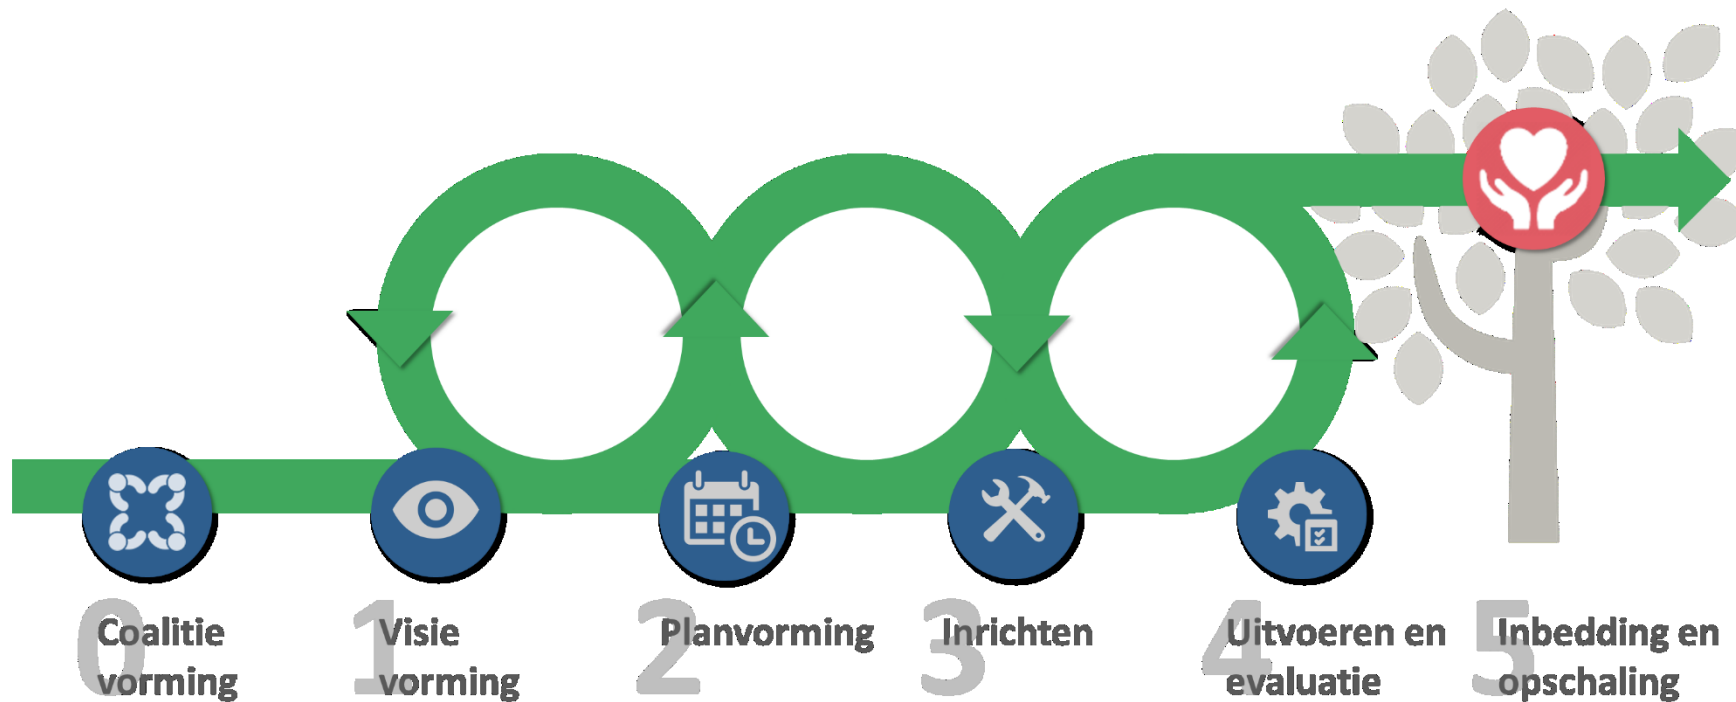 0 Coalitie
vorming
1 Visie
vorming
2 Planvorming
3 Inrichten
4 Uitvoeren en
evaluatie
5 Inbedding en
opschaling